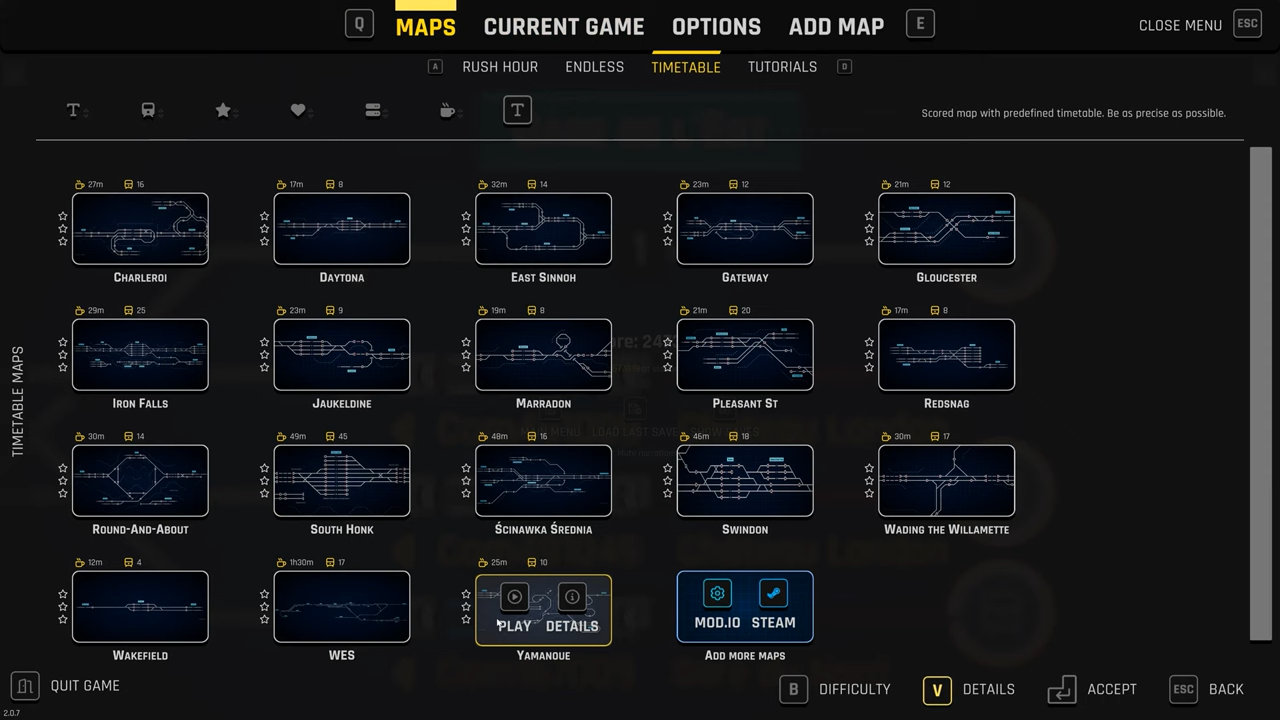 Q MAPS CURRENT GAME OPTIONS ADD MAP E CLOSE MENU ESC
A RUSH HOUR ENDLESS TIMETABLE TUTORIALS D
T T Scored map with predefined timetable. Be as precise as possible.
TIMETABLE MAPS
27m 16 17m 8 32m 14 23m 12 21m 12
CHARLEROI DAYTONA EAST SINNOH GATEWAY GLOUCESTER
29m 25 23m 9 19m 8 21m 20 17m 8
IRON FALLS JAUKELDINE MARRADON PLEASANT ST REDSNAG
30m 14 49m 45 48m 16 46m 18 30m 17
ROUND-AND-ABOUT SOUTH HONK ŚCINAWKA ŚREDNIA SWINDON WADING THE WILLAMETTE
12m 4 1h30m 17 25m 10
PLAY DETAILS MOD.IO STEAM
WAKEFIELD WES YAMANOUE ADD MORE MAPS
QUIT GAME B DIFFICULTY V DETAILS ACCEPT ESC BACK
2.0.7